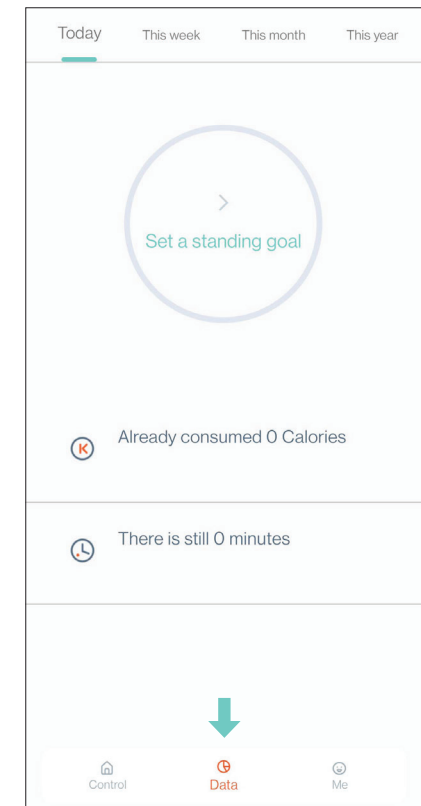 Today This week This month This year
Set a standing goal
K
Already consumed 0 Calories
There is still 0 minutes
Control Data Me